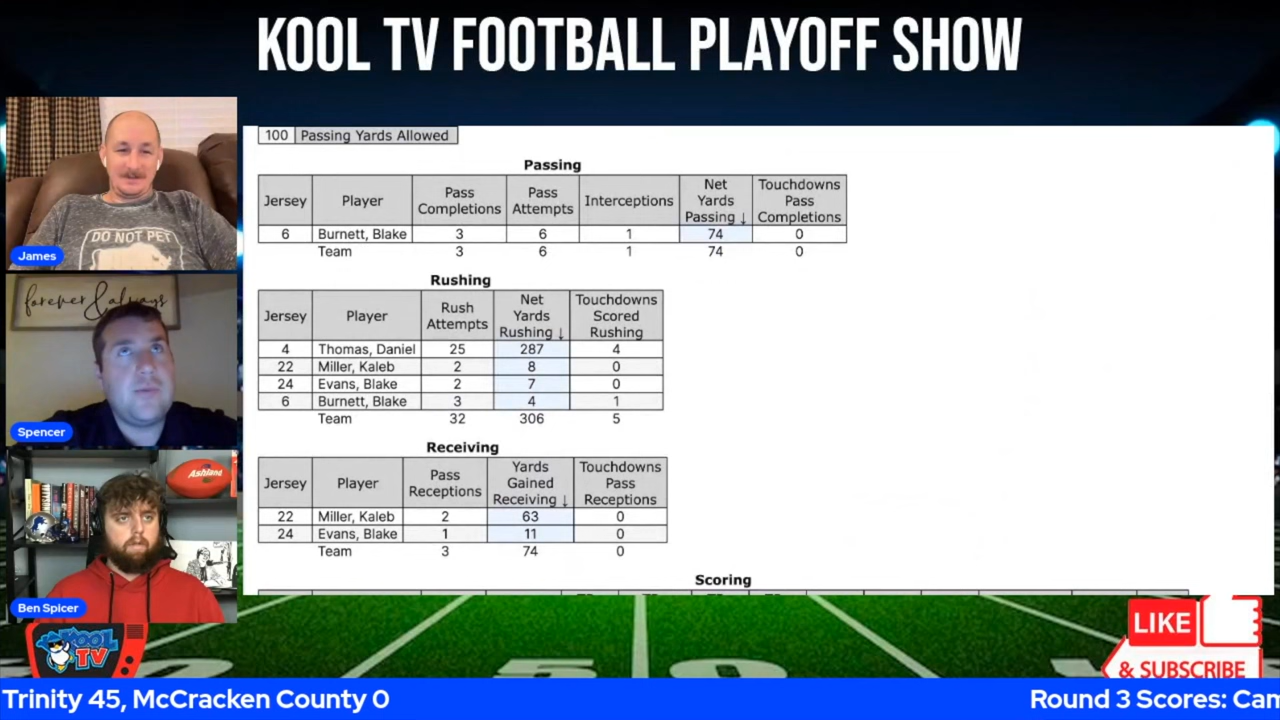 KOOL TV FOOTBALL PLAYOFF SHOW
100 Passing Yards Allowed
Passing
Jersey Player Pass Completions Pass Attempts Interceptions Net Yards Passing ↓ Touchdowns Pass Completions
6 Burnett, Blake 3 6 1 74 0
Team 3 6 1 74 0
Rushing
Jersey Player Rush Attempts Net Yards Rushing ↓ Touchdowns Scored Rushing
4 Thomas, Daniel 25 287 4
22 Miller, Kaleb 2 8 0
24 Evans, Blake 2 7 0
6 Burnett, Blake 3 4 1
Team 32 306 5
Receiving
Jersey Player Pass Receptions Yards Gained Receiving ↓ Touchdowns Pass Receptions
22 Miller, Kaleb 2 63 0
24 Evans, Blake 1 11 0
Team 3 74 0
Scoring
DO NOT PET
James
forever & always
Spencer
Ashland
Ben Spicer
KOOL
TV
5 0
LIKE
& SUBSCRIBE
Trinity 45, McCracken County 0
Round 3 Scores: Cam